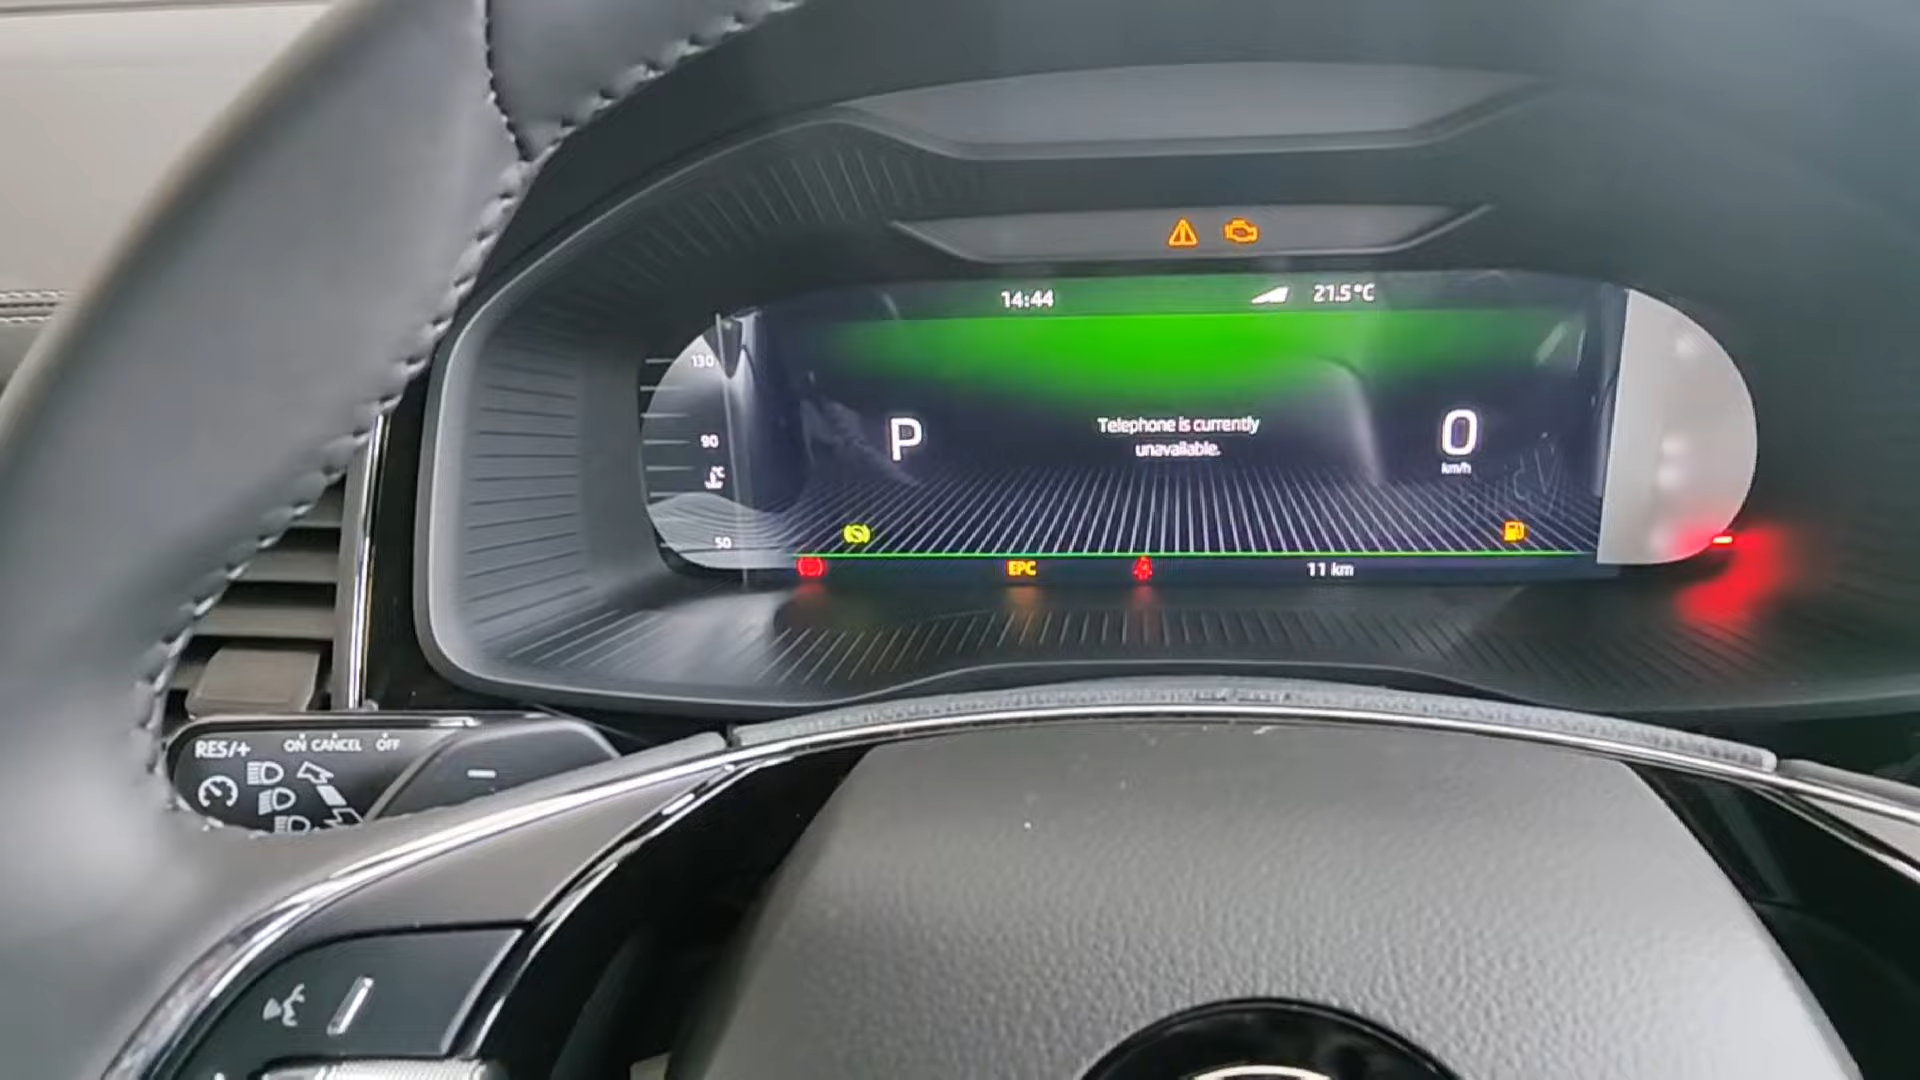 14:44 21.5°C
130
90
°C
50
P
Telephone is currently
unavailable.
0
km/h
EPC
11 km
RES/+ ON CANCEL OFF